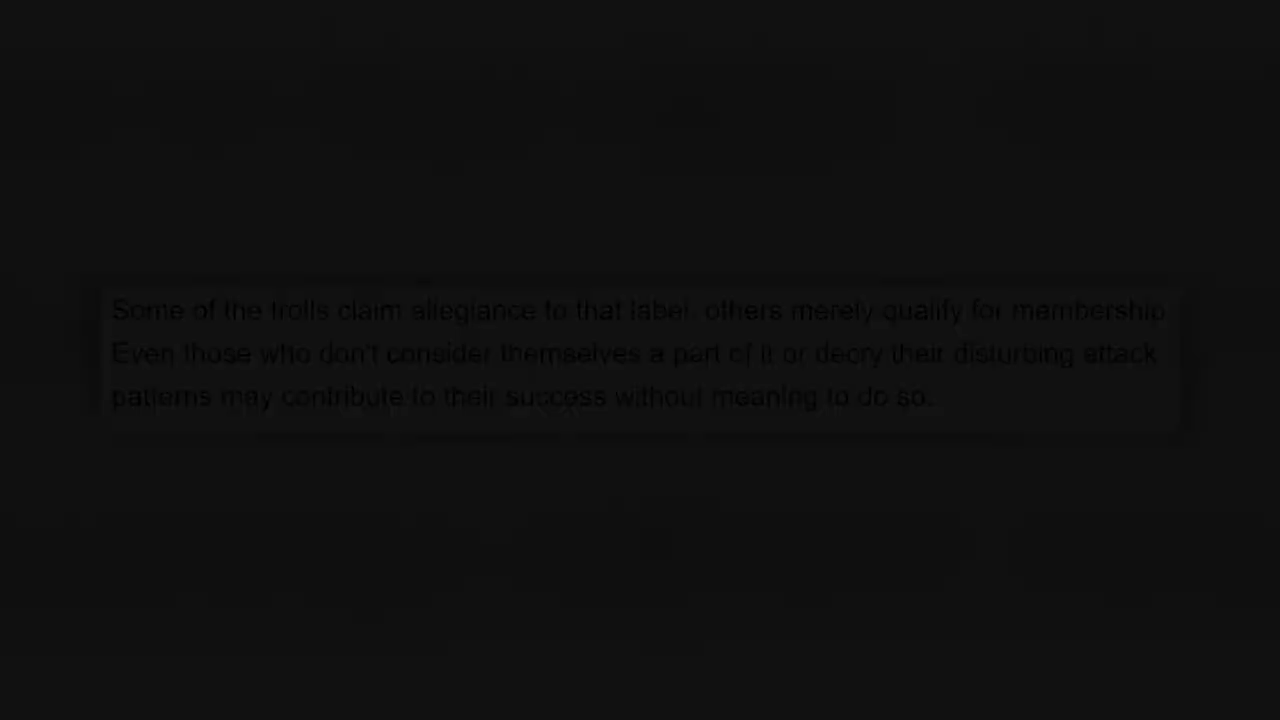 Some of the trolls claim allegiance to that label, others merely qualify for membership
Even those who don't consider themselves a part of it or decry their disturbing attack
patterns may contribute to their success without meaning to do so.